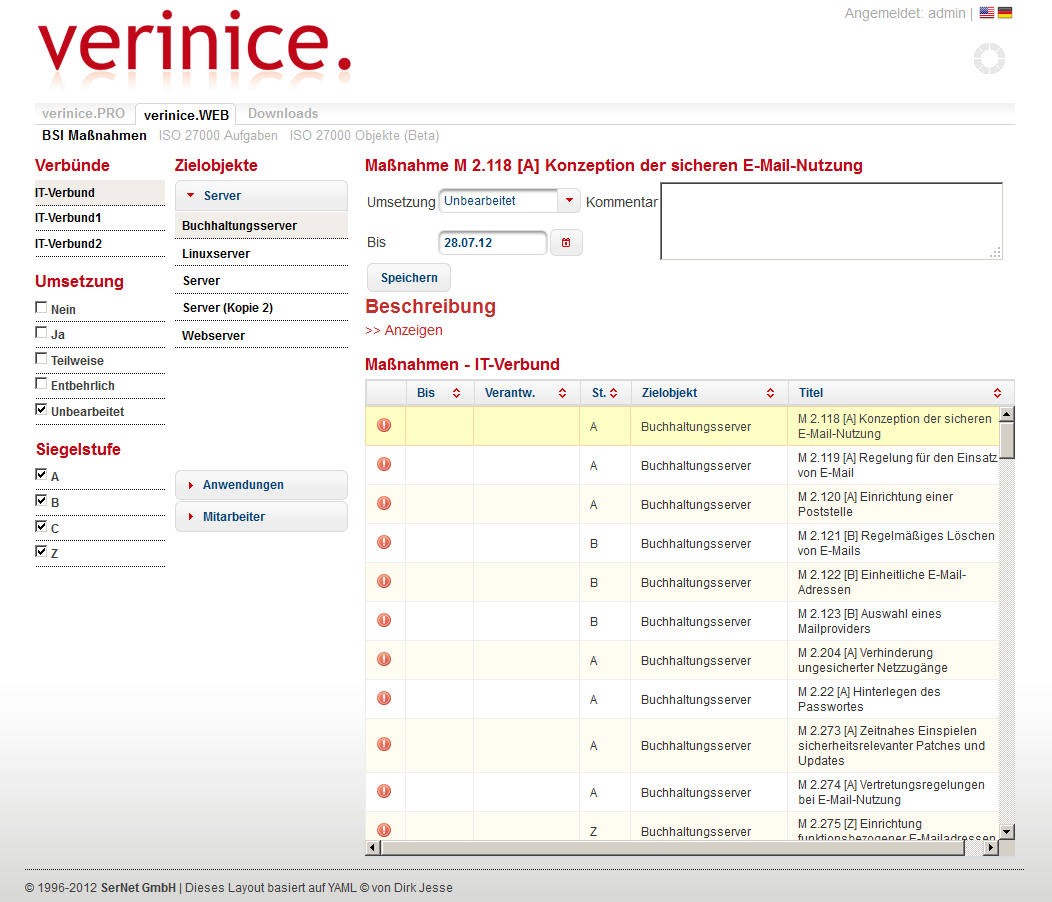 Angemeldet: admin |
verinice.
verinice.PRO verinice.WEB Downloads
BSI Maßnahmen ISO 27000 Aufgaben ISO 27000 Objekte (Beta)
Verbünde
IT-Verbund
IT-Verbund1
IT-Verbund2
Umsetzung
Nein
Ja
Teilweise
Entbehrlich
Unbearbeitet
Siegelstufe
A
B
C
Z
Zielobjekte
Server
Buchhaltungsserver
Linuxserver
Server
Server (Kopie 2)
Webserver
Anwendungen
Mitarbeiter
Maßnahme M 2.118 [A] Konzeption der sicheren E-Mail-Nutzung
Umsetzung Unbearbeitet Kommentar
Bis 28.07.12
Speichern
Beschreibung
>> Anzeigen
Maßnahmen - IT-Verbund
Bis Verantw. St. Zielobjekt Titel
A Buchhaltungsserver M 2.118 [A] Konzeption der sicheren
E-Mail-Nutzung
A Buchhaltungsserver M 2.119 [A] Regelung für den Einsatz
von E-Mail
A Buchhaltungsserver M 2.120 [A] Einrichtung einer
Poststelle
B Buchhaltungsserver M 2.121 [B] Regelmäßiges Löschen
von E-Mails
B Buchhaltungsserver M 2.122 [B] Einheitliche E-Mail-
Adressen
B Buchhaltungsserver M 2.123 [B] Auswahl eines
Mailproviders
A Buchhaltungsserver M 2.204 [A] Verhinderung
ungesicherter Netzzugänge
A Buchhaltungsserver M 2.22 [A] Hinterlegen des
Passwortes
A Buchhaltungsserver M 2.273 [A] Zeitnahes Einspielen
sicherheitsrelevanter Patches und
Updates
A Buchhaltungsserver M 2.274 [A] Vertretungsregelungen
bei E-Mail-Nutzung
Z Buchhaltungsserver M 2.275 [Z] Einrichtung
funktionsbezogener E-Mailadressen
© 1996-2012 SerNet GmbH | Dieses Layout basiert auf YAML © von Dirk Jesse